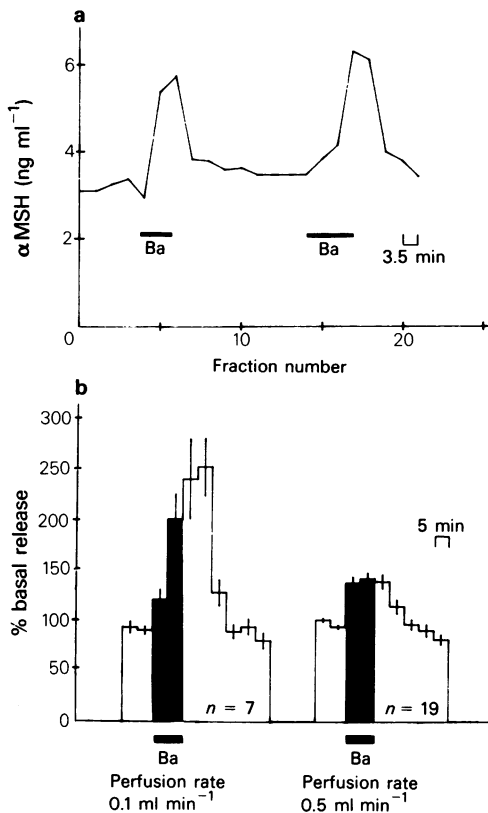 a
6
4
2
0
α MSH (ng ml⁻¹)
Ba
Ba
3.5 min
10
20
Fraction number
b
300
250
200
150
100
50
0
% basal release
5 min
n = 7
n = 19
Ba
Ba
Perfusion rate
0.1 ml min⁻¹
Perfusion rate
0.5 ml min⁻¹